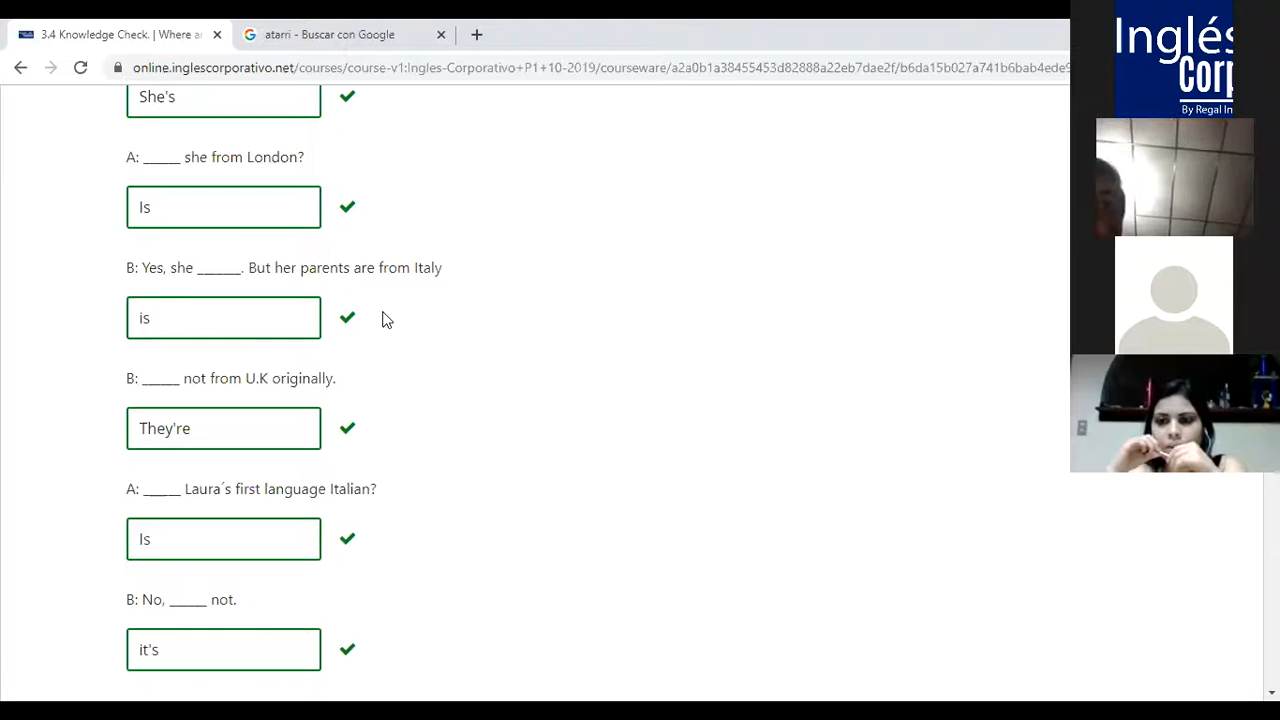 3.4 Knowledge Check. | Where a
atarri - Buscar con Google
online.inglescorporativo.net/courses/course-v1:Ingles-Corporativo+P1+10-2019/courseware/a2a0b1a38455453d82888a22eb7dae2f/b6da15b027a741b6bab4ede9
Inglés
Corp
By Regal In
She's
A: _____ she from London?
Is
B: Yes, she ______. But her parents are from Italy
is
B: _____ not from U.K originally.
They're
A: _____ Laura´s first language Italian?
Is
B: No, _____ not.
it's